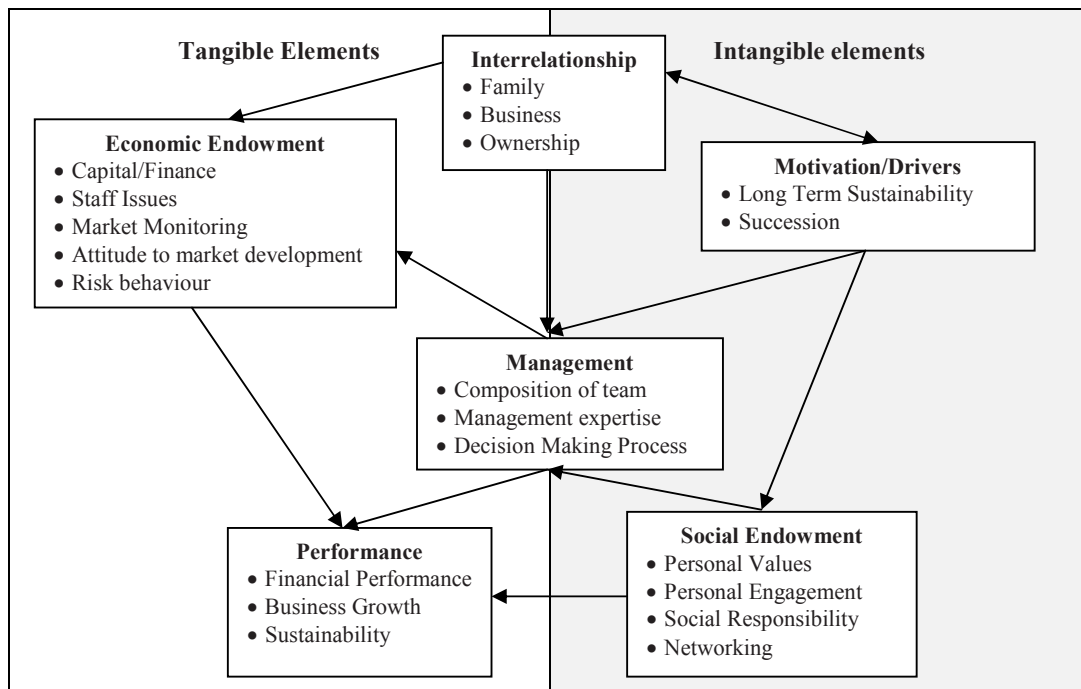 Tangible Elements
Intangible elements
Interrelationship
• Family
• Business
• Ownership
Economic Endowment
• Capital/Finance
• Staff Issues
• Market Monitoring
• Attitude to market development
• Risk behaviour
Motivation/Drivers
• Long Term Sustainability
• Succession
Management
• Composition of team
• Management expertise
• Decision Making Process
Performance
• Financial Performance
• Business Growth
• Sustainability
Social Endowment
• Personal Values
• Personal Engagement
• Social Responsibility
• Networking